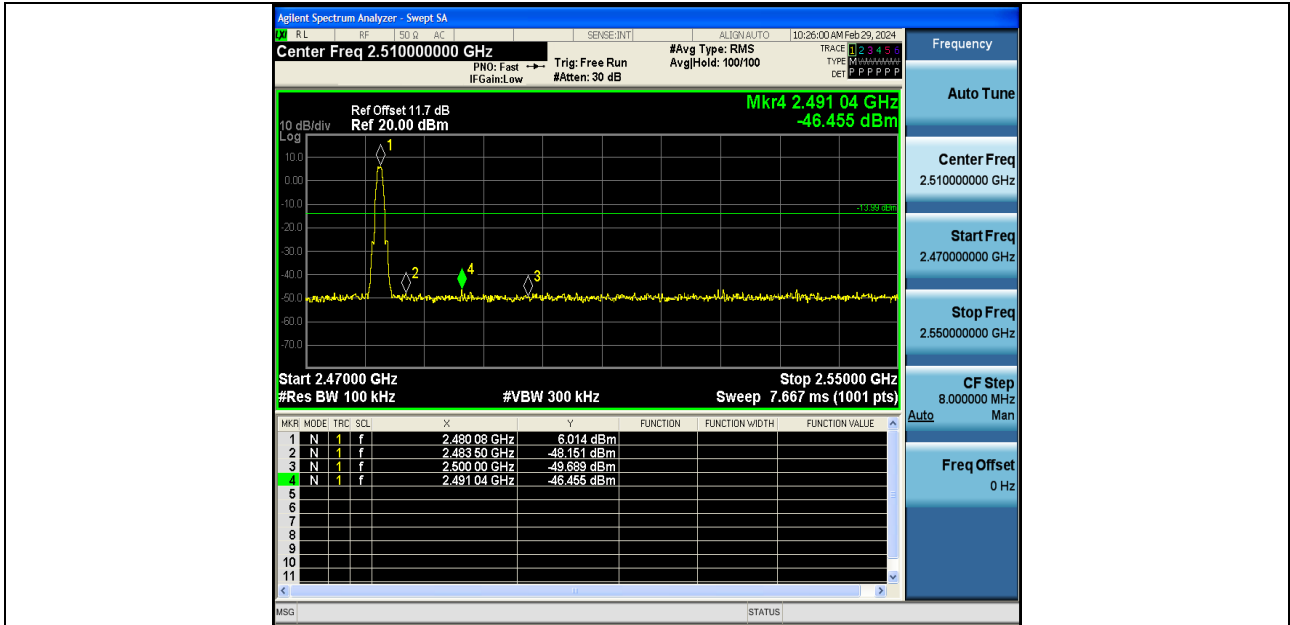 Agilent Spectrum Analyzer - Swept SA
LXI RL RF 50 Ω AC SENSE:INT ALIGNAUTO 10:26:00 AM Feb 29, 2024
Center Freq 2.510000000 GHz
#Avg Type: RMS
TRACE 1 2 3 4 5 6
PNO: Fast
Trig: Free Run
Avg|Hold: 100/100
TYPE M W W W W W
IFGain:Low
#Atten: 30 dB
DET P P P P P P
Mkr4 2.491 04 GHz
-46.455 dBm
Ref Offset 11.7 dB
10 dB/div Ref 20.00 dBm
Log
1
10.0
0.00
-10.0
-13.99 dBm
-20.0
-30.0
-40.0
2
4
3
-50.0
-60.0
-70.0
Start 2.47000 GHz Stop 2.55000 GHz
#Res BW 100 kHz #VBW 300 kHz Sweep 7.667 ms (1001 pts)
MKR MODE TRC SCL X Y FUNCTION FUNCTION WIDTH FUNCTION VALUE
1 N 1 f 2.480 08 GHz 6.014 dBm
2 N 1 f 2.483 50 GHz -48.151 dBm
3 N 1 f 2.500 00 GHz -49.689 dBm
4 N 1 f 2.491 04 GHz -46.455 dBm
5
6
7
8
9
10
11
MSG STATUS
Frequency
Auto Tune
Center Freq
2.510000000 GHz
Start Freq
2.470000000 GHz
Stop Freq
2.550000000 GHz
CF Step
8.000000 MHz
Auto Man
Freq Offset
0 Hz